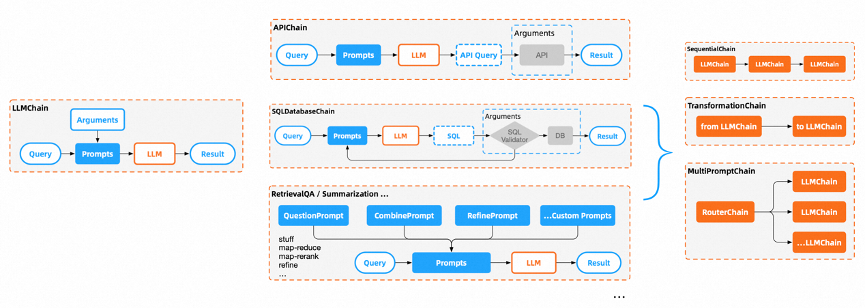 LLMChain
Arguments
Query
Prompts
LLM
Result
APIChain
Arguments
Query
Prompts
LLM
API Query
API
Result
SQLDatabaseChain
Arguments
Query
Prompts
LLM
SQL
SQL
Validator
DB
Result
RetrievalQA / Summarization ...
QuestionPrompt
CombinePrompt
RefinePrompt
...Custom Prompts
stuff
map-reduce
map-rerank
refine
...
Query
Prompts
LLM
Result
...
SequentialChain
LLMChain
LLMChain
LLMChain
TransformationChain
from LLMChain
to LLMChain
MultiPromptChain
RouterChain
LLMChain
LLMChain
...LLMChain